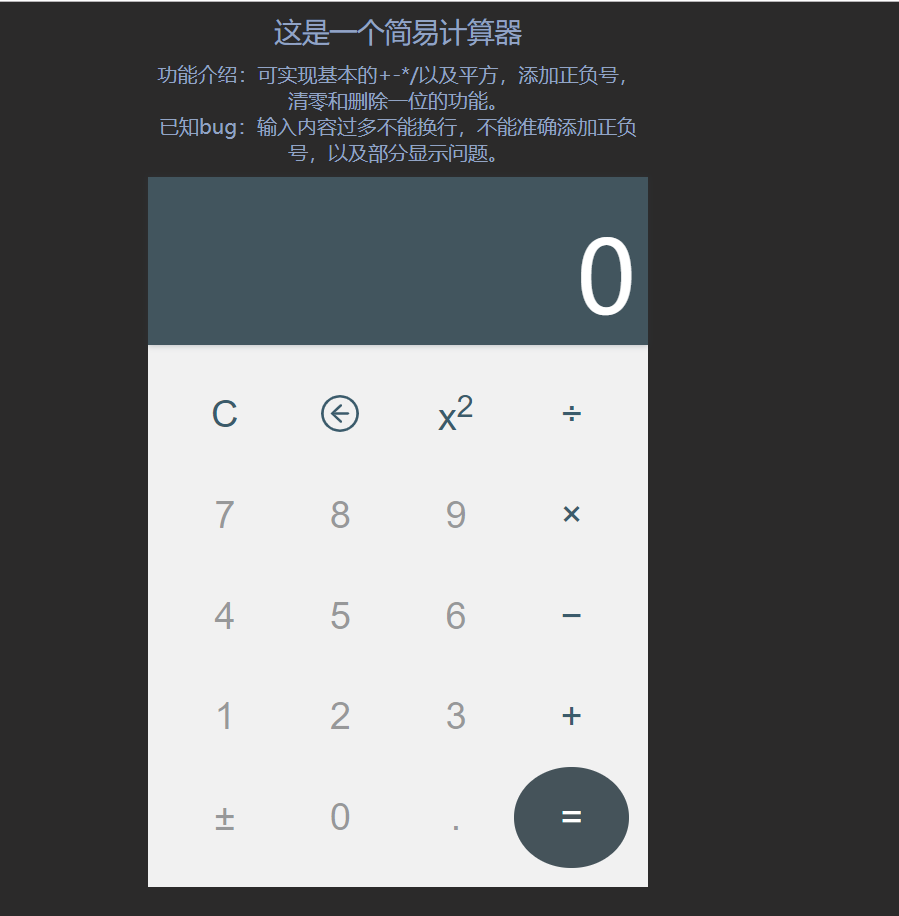 这是一个简易计算器
功能介绍：可实现基本的+-*/以及平方，添加正负号，
清零和删除一位的功能。
已知bug：输入内容过多不能换行，不能准确添加正负
号，以及部分显示问题。
0
C x² ÷
7 8 9 ×
4 5 6 −
1 2 3 +
± 0 . =